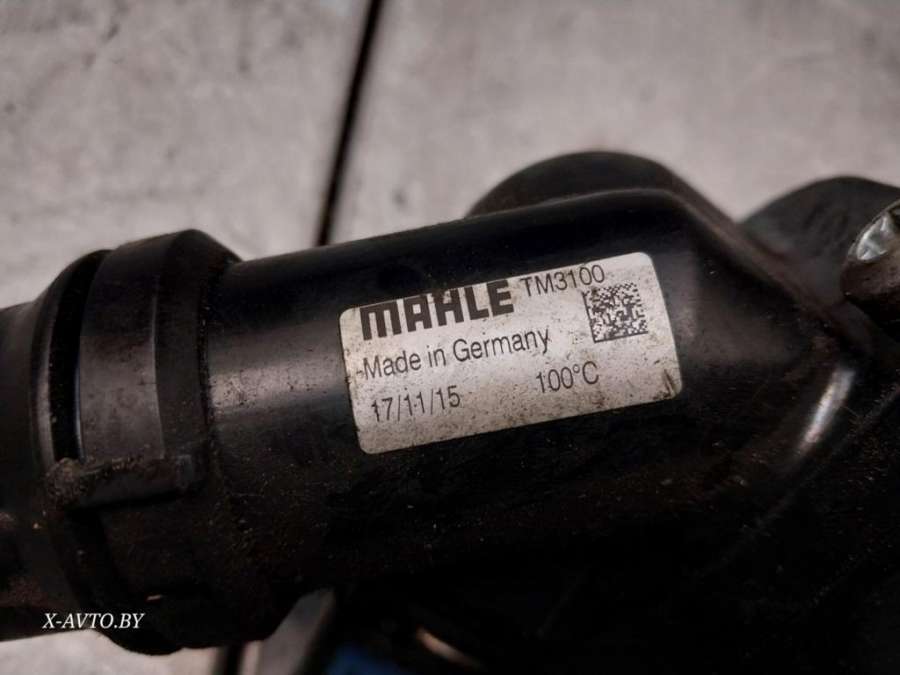 MAHLE TM3100
Made in Germany
17/11/15 100°C
X-AVTO.BY